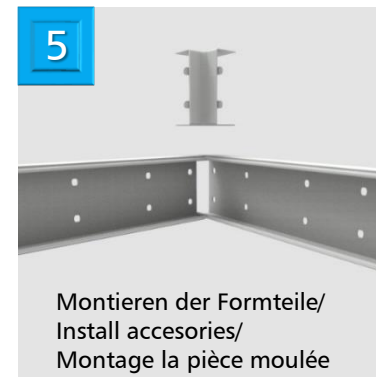 5
Montieren der Formteile/
Install accesories/
Montage la pièce moulée